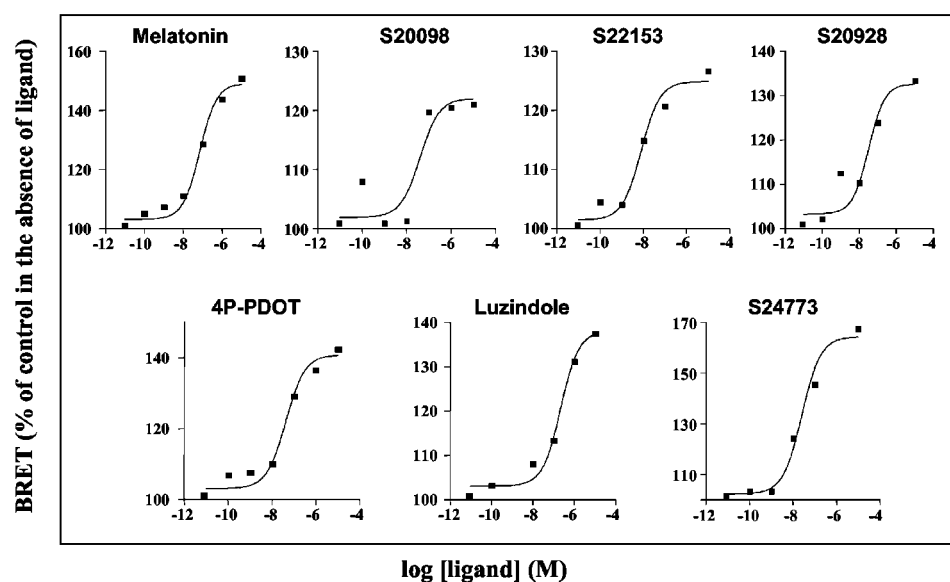 BRET (% of control in the absence of ligand)
Melatonin
160
140
120
100
-12 -10 -8 -6 -4
S20098
130
120
110
100
-12 -10 -8 -6 -4
S22153
130
120
110
100
-12 -10 -8 -6 -4
S20928
140
130
120
110
100
-12 -10 -8 -6 -4
4P-PDOT
140
120
100
-12 -10 -8 -6 -4
Luzindole
140
130
120
110
100
-12 -10 -8 -6 -4
S24773
170
150
130
110
-12 -10 -8 -6 -4
log [ligand] (M)